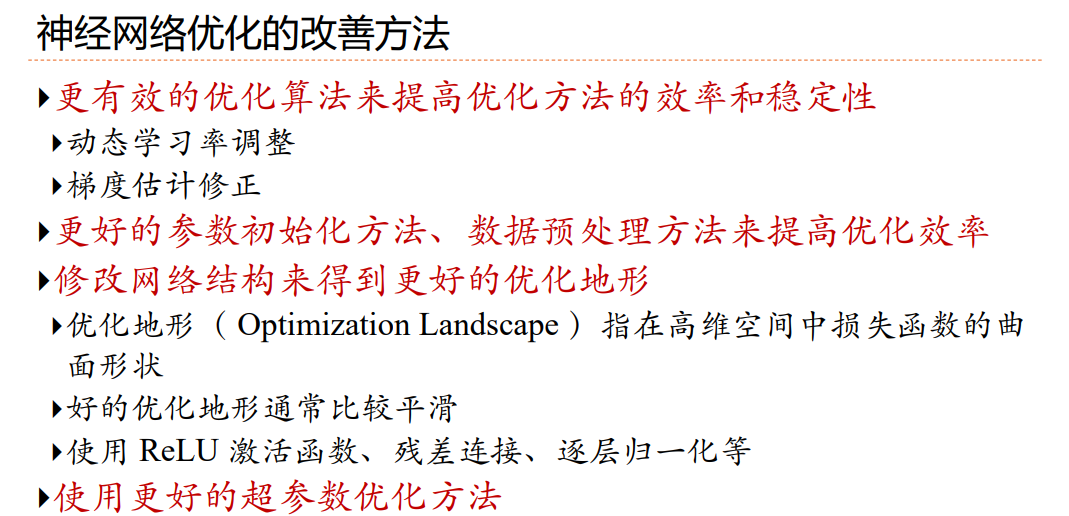 神经网络优化的改善方法
更有效的优化算法来提高优化方法的效率和稳定性
动态学习率调整
梯度估计修正
更好的参数初始化方法、数据预处理方法来提高优化效率
修改网络结构来得到更好的优化地形
优化地形（Optimization Landscape）指在高维空间中损失函数的曲
面形状
好的优化地形通常比较平滑
使用 ReLU 激活函数、残差连接、逐层归一化等
使用更好的超参数优化方法